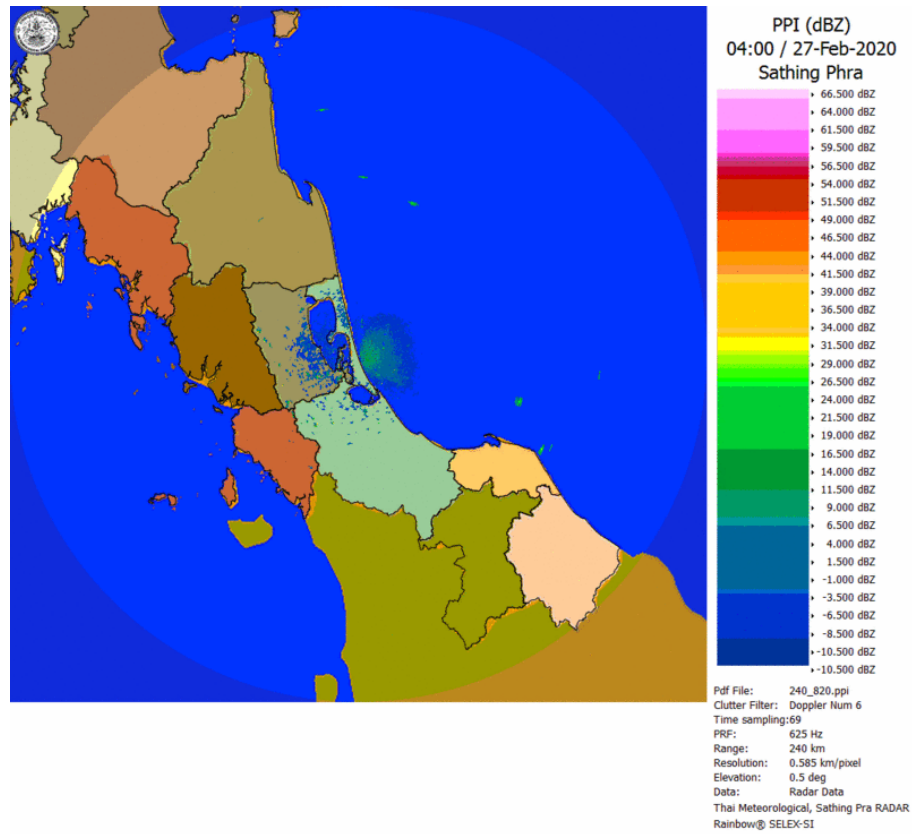 PPI (dBZ)
04:00 / 27-Feb-2020
Sathing Phra
66.500 dBZ
64.000 dBZ
61.500 dBZ
59.500 dBZ
56.500 dBZ
54.000 dBZ
51.500 dBZ
49.000 dBZ
46.500 dBZ
44.000 dBZ
41.500 dBZ
39.000 dBZ
36.500 dBZ
34.000 dBZ
31.500 dBZ
29.000 dBZ
26.500 dBZ
24.000 dBZ
21.500 dBZ
19.000 dBZ
16.500 dBZ
14.000 dBZ
11.500 dBZ
9.000 dBZ
6.500 dBZ
4.000 dBZ
1.500 dBZ
-1.000 dBZ
-3.500 dBZ
-6.500 dBZ
-8.500 dBZ
-10.500 dBZ
-10.500 dBZ
Pdf File: 240_820.ppi
Clutter Filter: Doppler Num 6
Time sampling:69
PRF: 625 Hz
Range: 240 km
Resolution: 0.585 km/pixel
Elevation: 0.5 deg
Data: Radar Data
Thai Meteorological, Sathing Pra RADAR
Rainbow® SELEX-SI